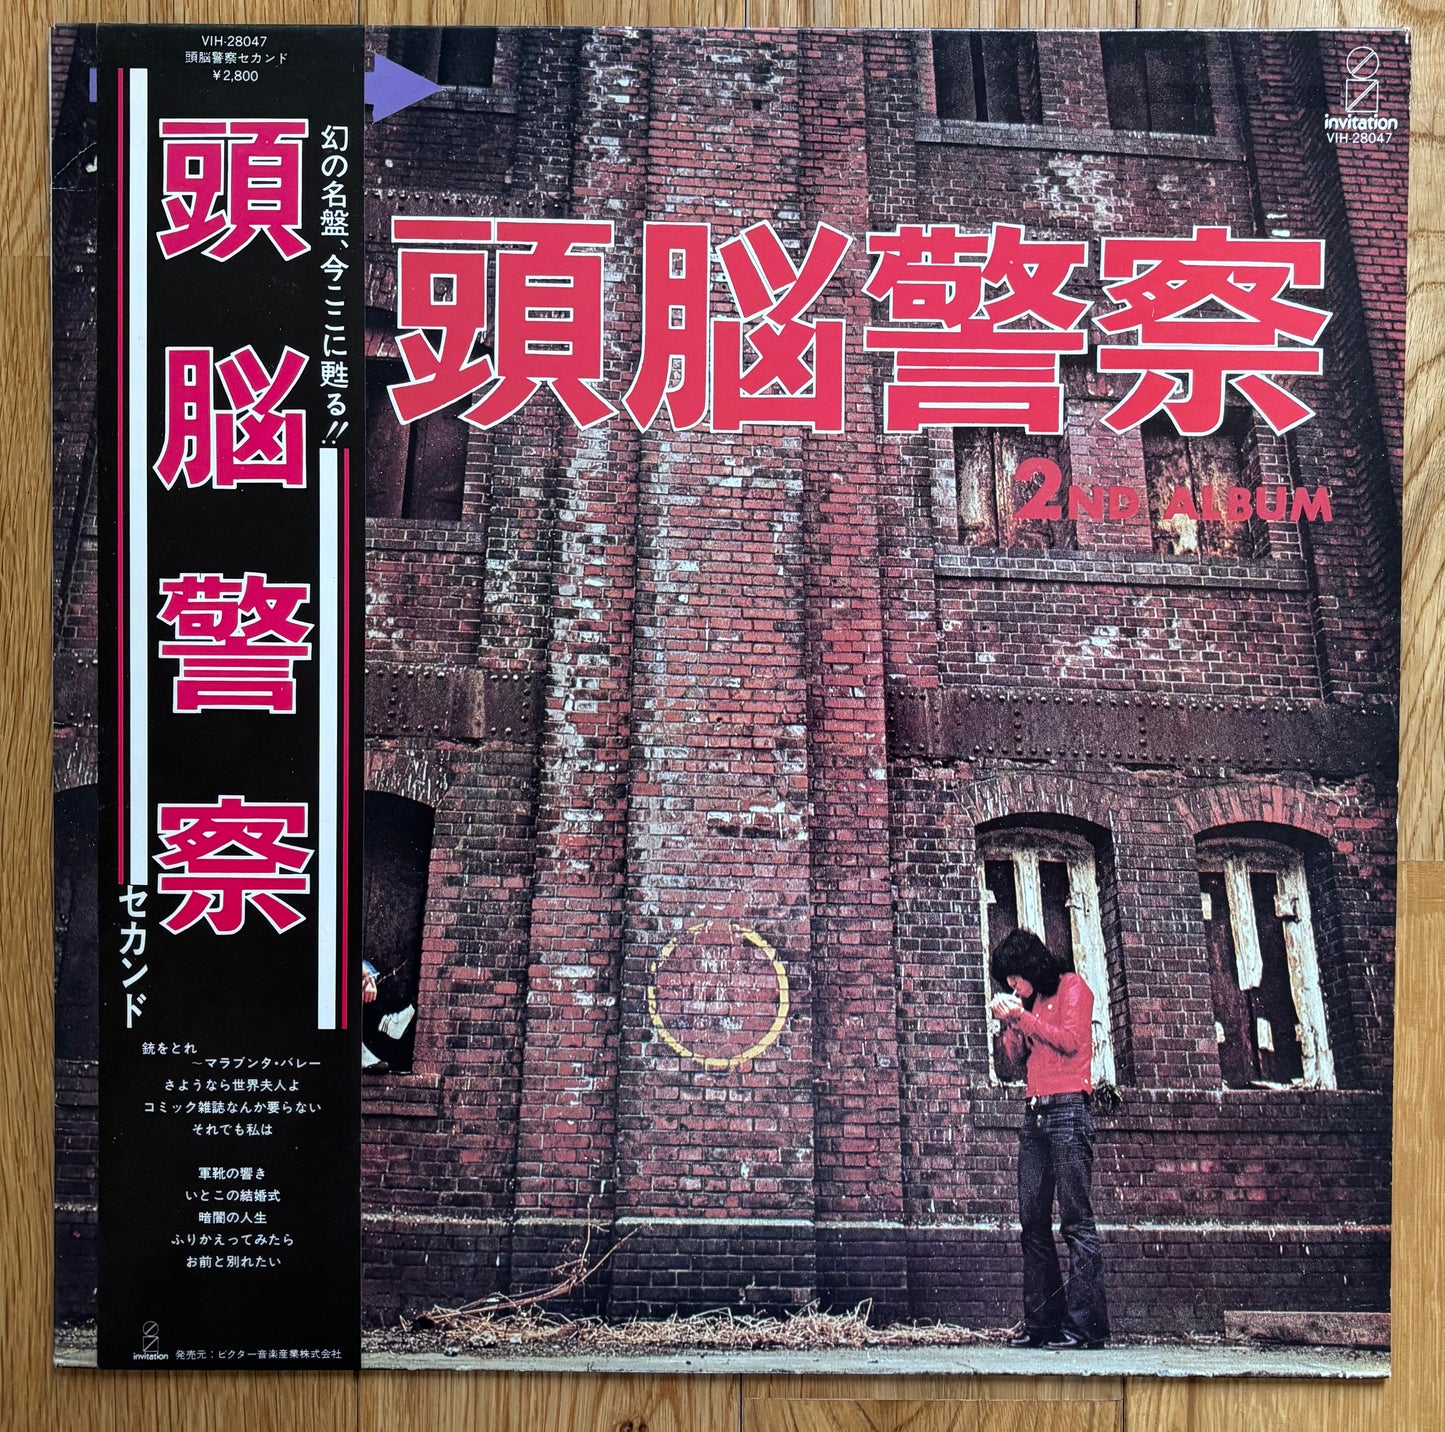 VIH-28047
頭脳警察セカンド
￥2,800
頭脳警察
幻の名盤、今ここに甦る!!
セカンド
銃をとれ
～マラブンタ・バレー
さようなら世界夫人よ
コミック雑誌なんか要らない
それでも私は
軍靴の響き
いとこの結婚式
暗闇の人生
ふりかえってみたら
お前と別れたい
invitation
発売元：ビクター音楽産業株式会社
invitation
VIH-28047
頭脳警察
2ND ALBUM